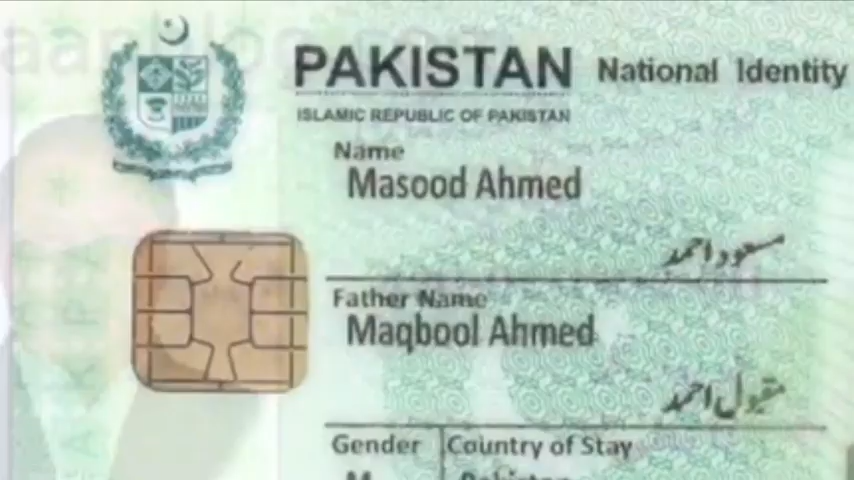 PAKISTAN National Identity
ISLAMIC REPUBLIC OF PAKISTAN
Name
Masood Ahmed
مسعود احمد
Father Name
Maqbool Ahmed
مقبول احمد
Gender Country of Stay
M Pakistan